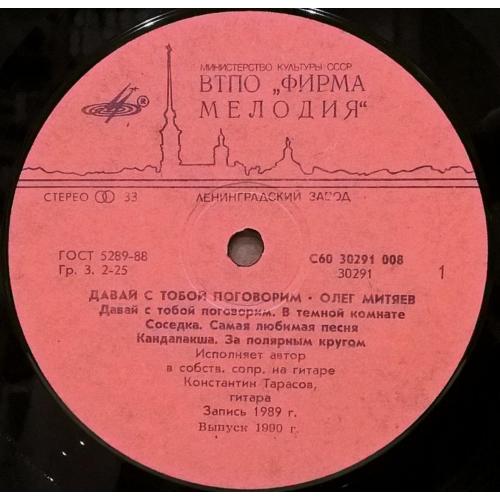 МИНИСТЕРСТВО КУЛЬТУРЫ СССР
ВТПО „ФИРМА
МЕЛОДИЯ“
®
СТЕРЕО 33
ЛЕНИНГРАДСКИЙ ЗАВОД
ГОСТ 5289-88
Гр. 3. 2-25
С60 30291 008
30291
1
ДАВАЙ С ТОБОЙ ПОГОВОРИМ · ОЛЕГ МИТЯЕВ
Давай с тобой поговорим. В темной комнате
Соседка. Самая любимая песня
Кандалакша. За полярным кругом
Исполняет автор
в собств. сопр. на гитаре
Константин Тарасов,
гитара
Запись 1989 г.
Выпуск 1990 г.